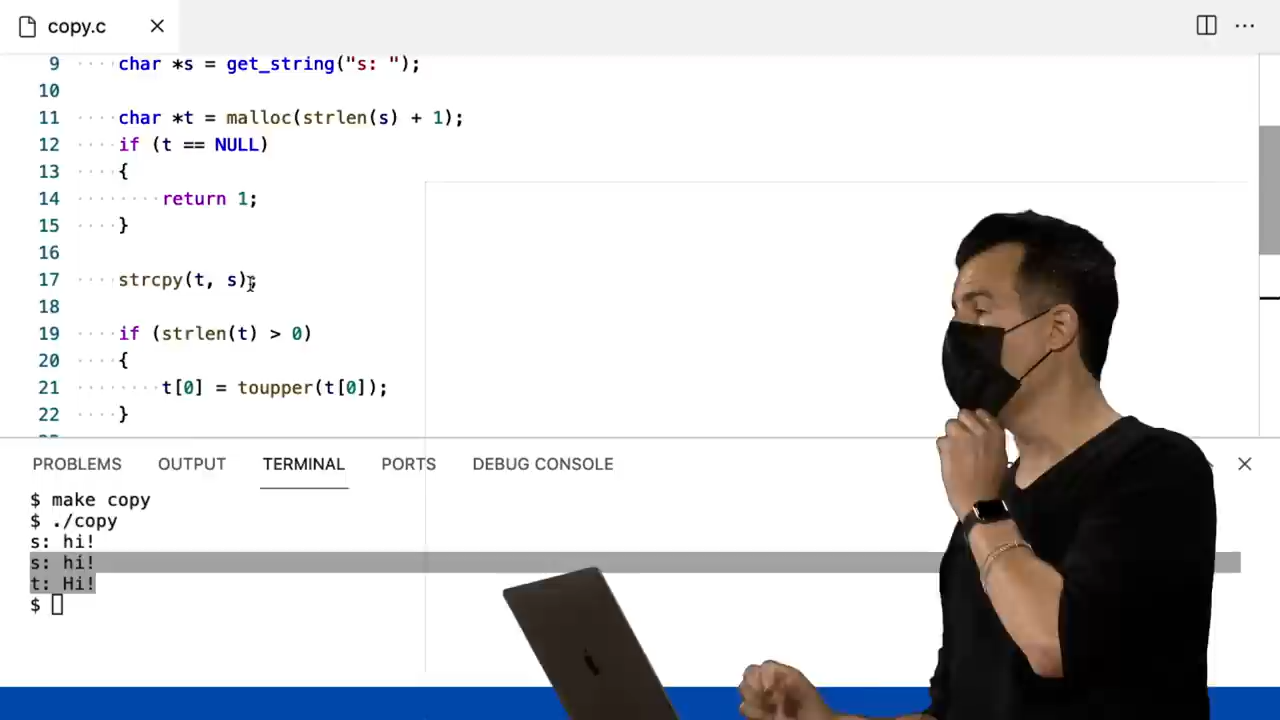 copy.c
9 char *s = get_string("s: ");
10
11 char *t = malloc(strlen(s) + 1);
12 if (t == NULL)
13 {
14 return 1;
15 }
16
17 strcpy(t, s);
18
19 if (strlen(t) > 0)
20 {
21 t[0] = toupper(t[0]);
22 }
PROBLEMS OUTPUT TERMINAL PORTS DEBUG CONSOLE
$ make copy
$ ./copy
s: hi!
s: hi!
t: Hi!
$